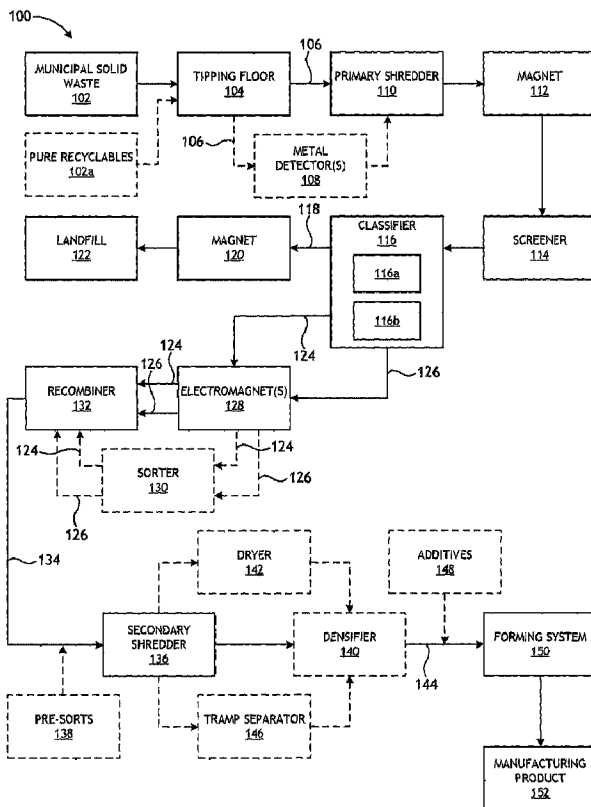 100
MUNICIPAL SOLID
WASTE
102
TIPPING FLOOR
104
106
PRIMARY SHREDDER
110
MAGNET
112
PURE RECYCLABLES
102a
106
METAL
DETECTOR(S)
108
LANDFILL
122
MAGNET
120
118
CLASSIFIER
116
116a
116b
SCREENER
114
124
126
RECOMBINER
132
124
126
ELECTROMAGNET(S)
128
124
SORTER
130
124
126
126
134
DRYER
142
ADDITIVES
148
SECONDARY
SHREDDER
136
DENSIFIER
140
144
FORMING SYSTEM
150
PRE-SORTS
138
TRAMP SEPARATOR
146
MANUFACTURING
PRODUCT
152